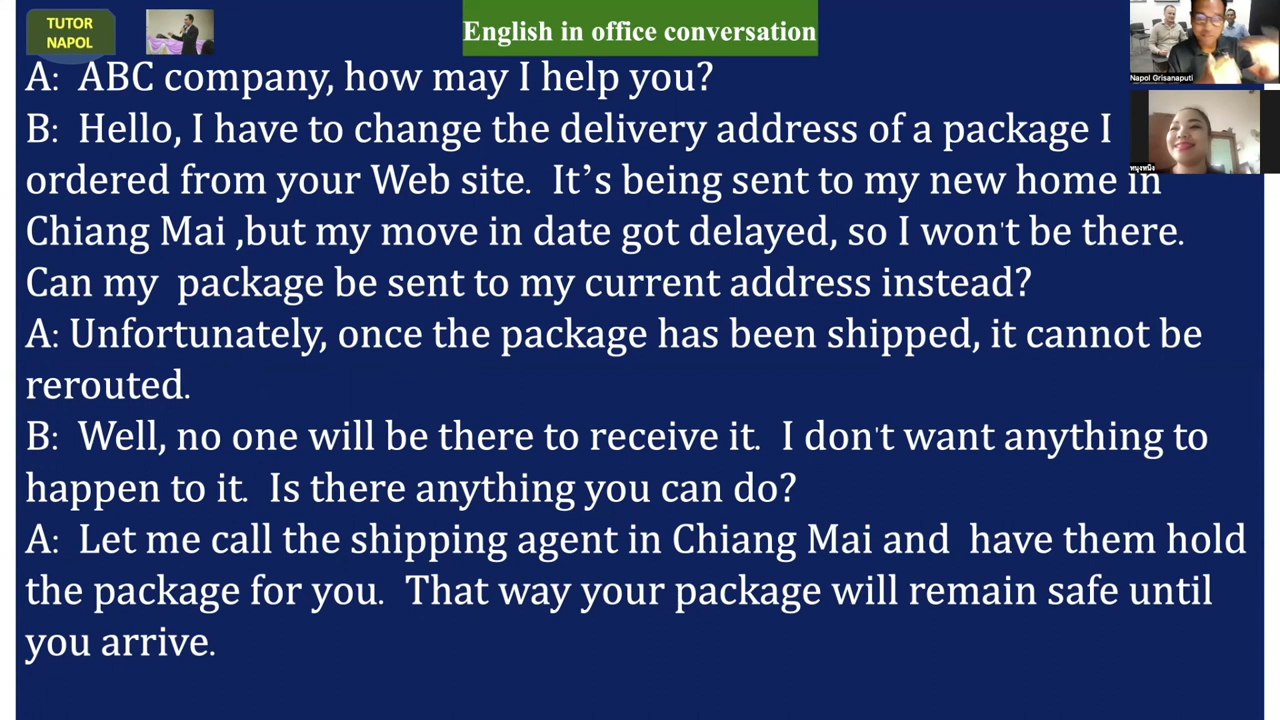 TUTOR
NAPOL
English in office conversation
Napol Grisanaputi
หนุงหนิง
A:  ABC company, how may I help you?
B:  Hello, I have to change the delivery address of a package I
ordered from your Web site.  It’s being sent to my new home in
Chiang Mai ,but my move in date got delayed, so I won't be there.
Can my  package be sent to my current address instead?
A: Unfortunately, once the package has been shipped, it cannot be
rerouted.
B:  Well, no one will be there to receive it.  I don't want anything to
happen to it.  Is there anything you can do?
A:  Let me call the shipping agent in Chiang Mai and  have them hold
the package for you.  That way your package will remain safe until
you arrive.